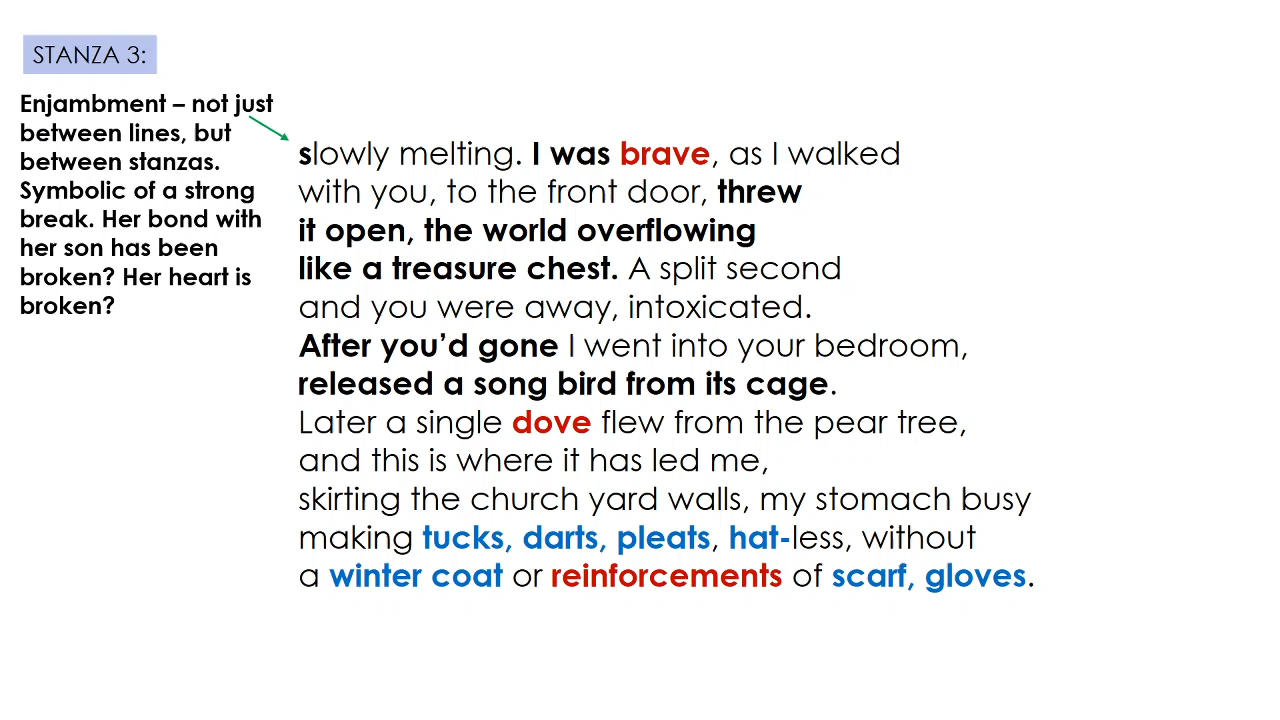 STANZA 3:
Enjambment – not just
between lines, but
between stanzas.
Symbolic of a strong
break. Her bond with
her son has been
broken? Her heart is
broken?
slowly melting. I was brave, as I walked
with you, to the front door, threw
it open, the world overflowing
like a treasure chest. A split second
and you were away, intoxicated.
After you’d gone I went into your bedroom,
released a song bird from its cage.
Later a single dove flew from the pear tree,
and this is where it has led me,
skirting the church yard walls, my stomach busy
making tucks, darts, pleats, hat-less, without
a winter coat or reinforcements of scarf, gloves.